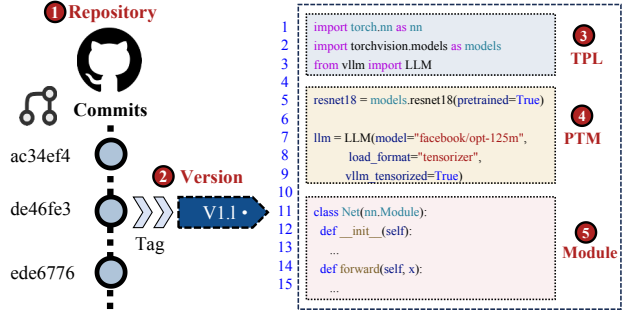 1 Repository
Commits
ac34ef4
de46fe3
ede6776
2 Version
Tag
V1.1
1 import torch.nn as nn
2 import torchvision.models as models
3 from vllm import LLM
4
5 resnet18 = models.resnet18(pretrained=True)
6
7 llm = LLM(model="facebook/opt-125m",
8 load_format="tensorizer",
9 vllm_tensorized=True)
10
11 class Net(nn.Module):
12 def __init__(self):
13 ...
14 def forward(self, x):
15 ...
3 TPL
4 PTM
5 Module